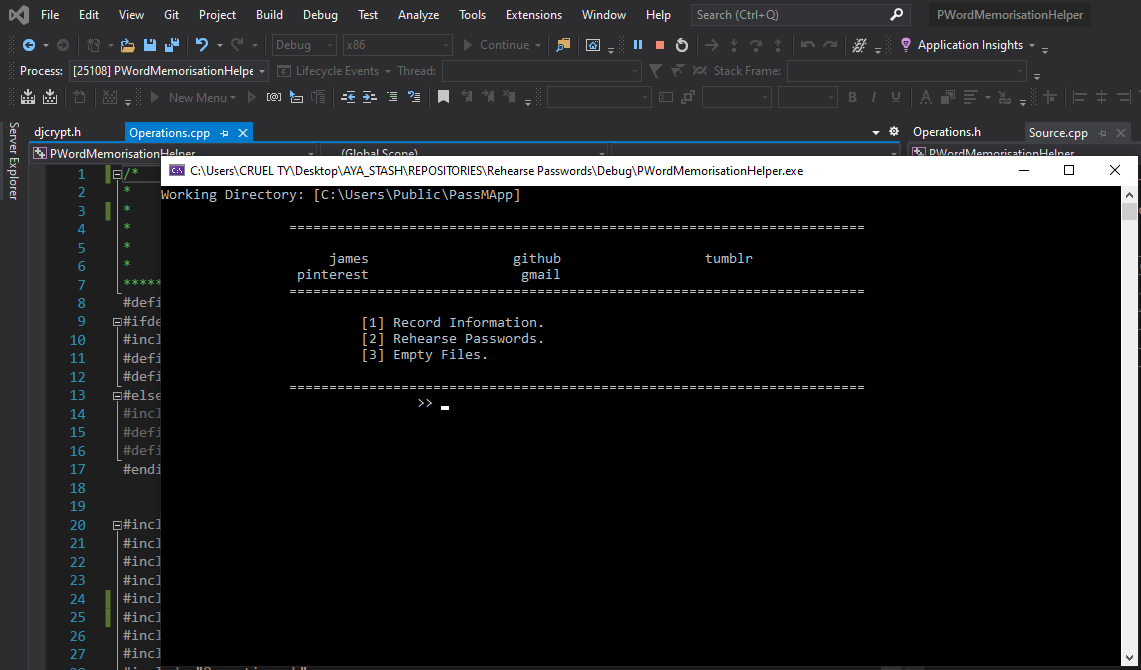 File Edit View Git Project Build Debug Test Analyze Tools Extensions Window Help Search (Ctrl+Q) PWordMemorisationHelper
Debug x86 Continue Application Insights
Process: [25108] PWordMemorisationHelpe Lifecycle Events Thread: Stack Frame:
New Menu B I U A
Server Explorer
djcrypt.h Operations.cpp Operations.h Source.cpp
PWordMemorisationHelper (Global Scope) PWordMemorisationHelper
C:\Users\CRUEL TY\Desktop\AYA_STASH\REPOSITORIES\Rehearse Passwords\Debug\PWordMemorisationHelper.exe
Working Directory: [C:\Users\Public\PassMApp]
========================================================================
james github tumblr
pinterest gmail
========================================================================
[1] Record Information.
[2] Rehearse Passwords.
[3] Empty Files.
========================================================================
>>
1 /*
2 *
3 *
4 *
5 *
6 *
7 *****
8 #defi
9 #ifde
10 #incl
11 #defi
12 #defi
13 #else
14 #incl
15 #defi
16 #defi
17 #endi
18
19
20 #incl
21 #incl
22 #incl
23 #incl
24 #incl
25 #incl
26 #incl
27 #incl